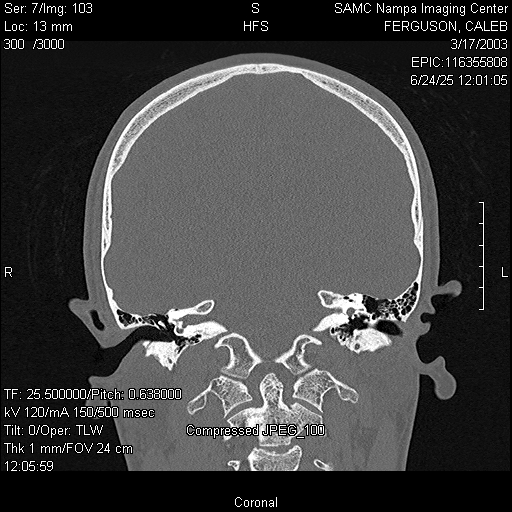 Ser: 7/Img: 103
Loc: 13 mm
300 /3000
S
HFS
SAMC Nampa Imaging Center
FERGUSON, CALEB
3/17/2003
EPIC:116355808
6/24/25 12:01:05
R
L
TF: 25.500000/Pitch: 0.638000
kV 120/mA 150/500 msec
Tilt: 0/Oper: TLW
Thk 1 mm/FOV 24 cm
12:05:59
Compressed JPEG_100
Coronal